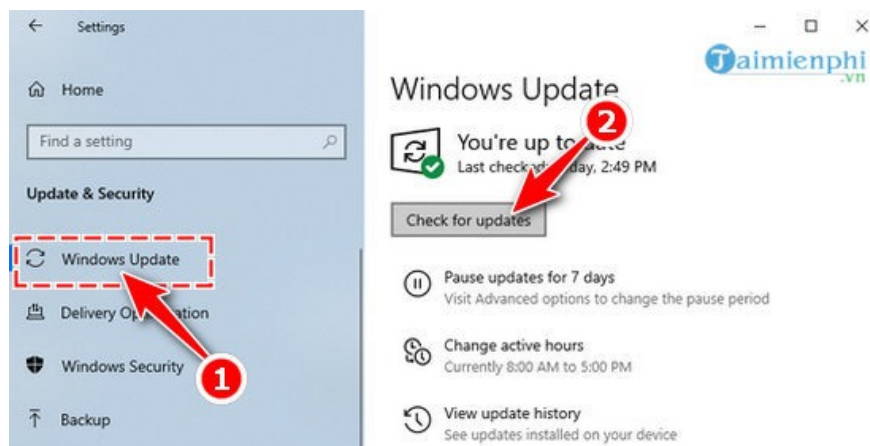 Settings
Home
Find a setting
Update & Security
Windows Update
Delivery
Windows Security
Backup
Taimienphi
.vn
Windows Update
You're up to date
Last checked: 2:49 PM
Check for updates
Pause updates for 7 days
Visit Advanced options to change the pause period
Change active hours
Currently 8:00 AM to 5:00 PM
View update history
See updates installed on your device
1
2